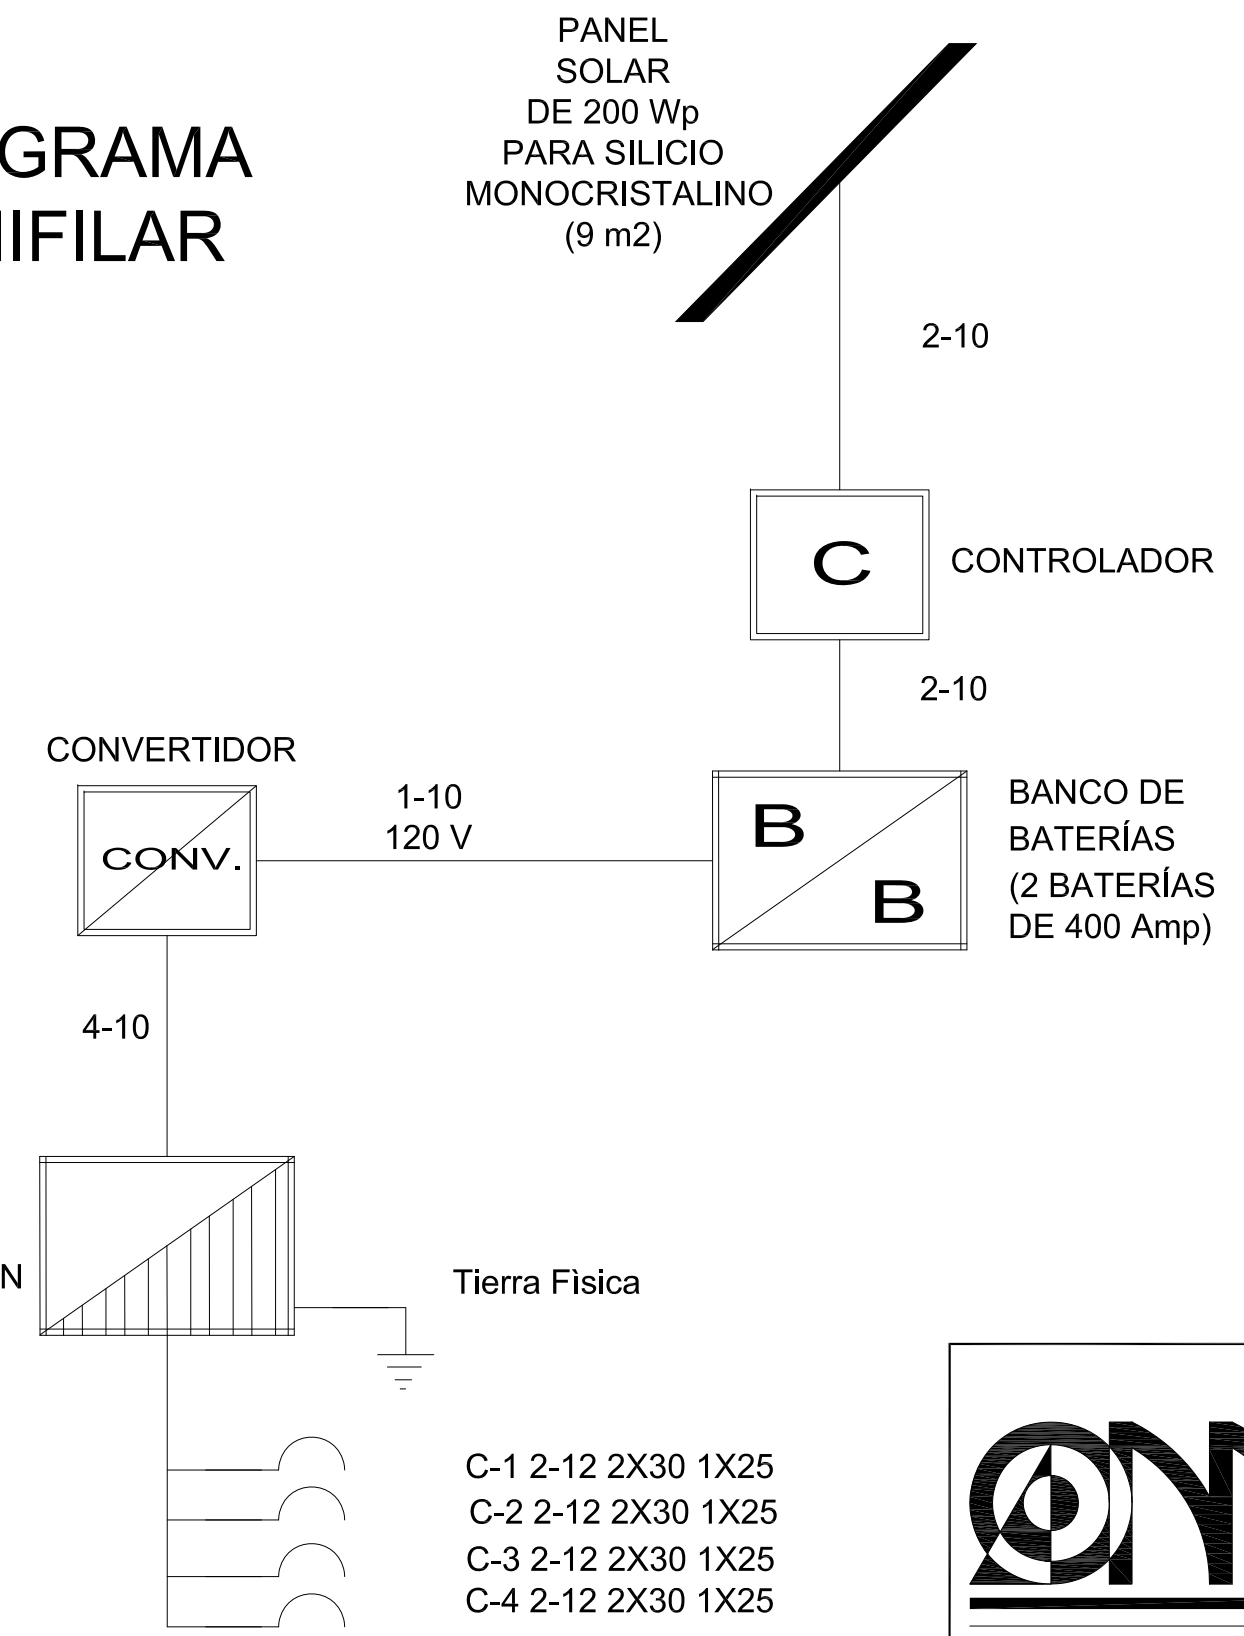 GRAMA
IFILAR
PANEL
SOLAR
DE 200 Wp
PARA SILICIO
MONOCRISTALINO
(9 m2)
2-10
C
CONTROLADOR
2-10
CONVERTIDOR
CONV.
1-10
120 V
B
B
BANCO DE
BATERÍAS
(2 BATERÍAS
DE 400 Amp)
4-10
N
Tierra Fìsica
C-1 2-12 2X30 1X25
C-2 2-12 2X30 1X25
C-3 2-12 2X30 1X25
C-4 2-12 2X30 1X25